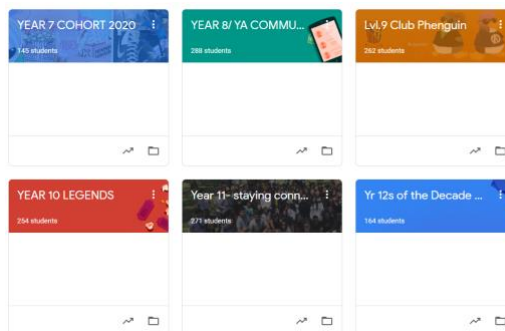 YEAR 7 COHORT 2020
145 students
YEAR 8/ YA COMMU...
288 students
Lvl.9 Club Phenguin
262 students
YEAR 10 LEGENDS
254 students
Year 11- staying conn...
271 students
Yr 12s of the Decade ...
164 students